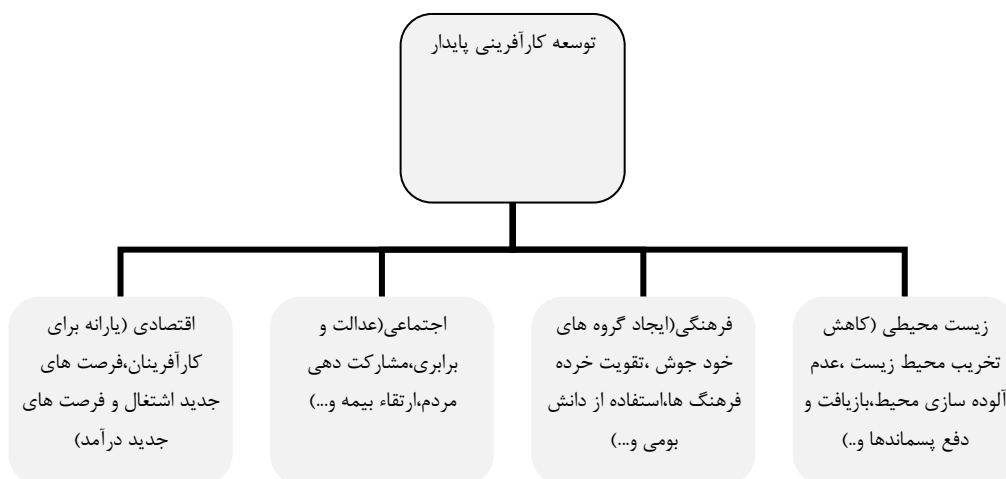 توسعه کارآفرینی پایدار
زیست محیطی (کاهش
تخریب محیط زیست ،عدم
آلوده سازی محیط،بازیافت و
دفع پسماندها و..)
فرهنگی(ایجاد گروه های
خود جوش ،تقویت خرده
فرهنگ ها،استفاده از دانش
بومی و...)
اجتماعی(عدالت و
برابری،مشارکت دهی
مردم،ارتقاء بیمه و...)
اقتصادی (یارانه برای
کارآفرینان،فرصت های
جدید اشتغال و فرصت های
جدید درآمد)